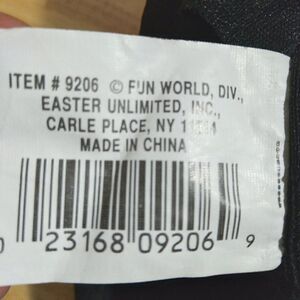 ITEM # 9206 © FUN WORLD, DIV.,
EASTER UNLIMITED, INC.,
CARLE PLACE, NY
MADE IN CHINA
0 23168 09206 9